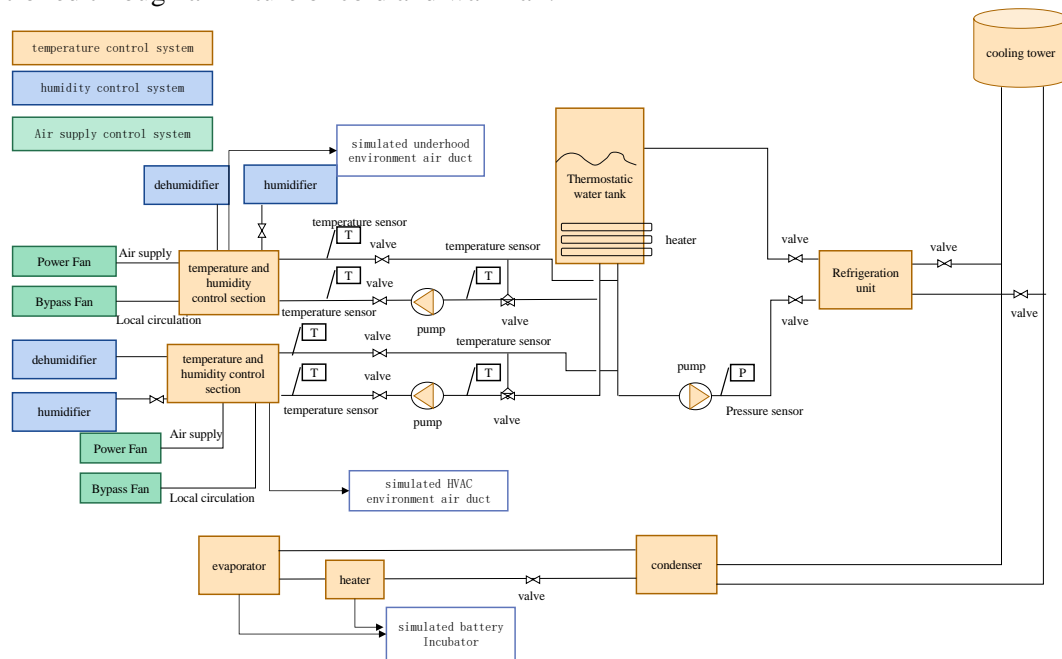 temperature control system
humidity control system
Air supply control system
cooling tower
simulated underhood
environment air duct
dehumidifier
humidifier
Thermostatic
water tank
heater
temperature sensor
T
valve
temperature sensor
valve
valve
Power Fan
Air supply
temperature and
humidity
control section
Refrigeration
unit
Bypass Fan
Local circulation
T
temperature sensor
pump
T
valve
valve
valve
T
valve
temperature sensor
dehumidifier
temperature and
humidity control
section
humidifier
T
valve
temperature sensor
pump
T
valve
pump
P
Pressure sensor
Air supply
Power Fan
Bypass Fan
Local circulation
simulated HVAC
environment air duct
evaporator
heater
valve
condenser
simulated battery
Incubator